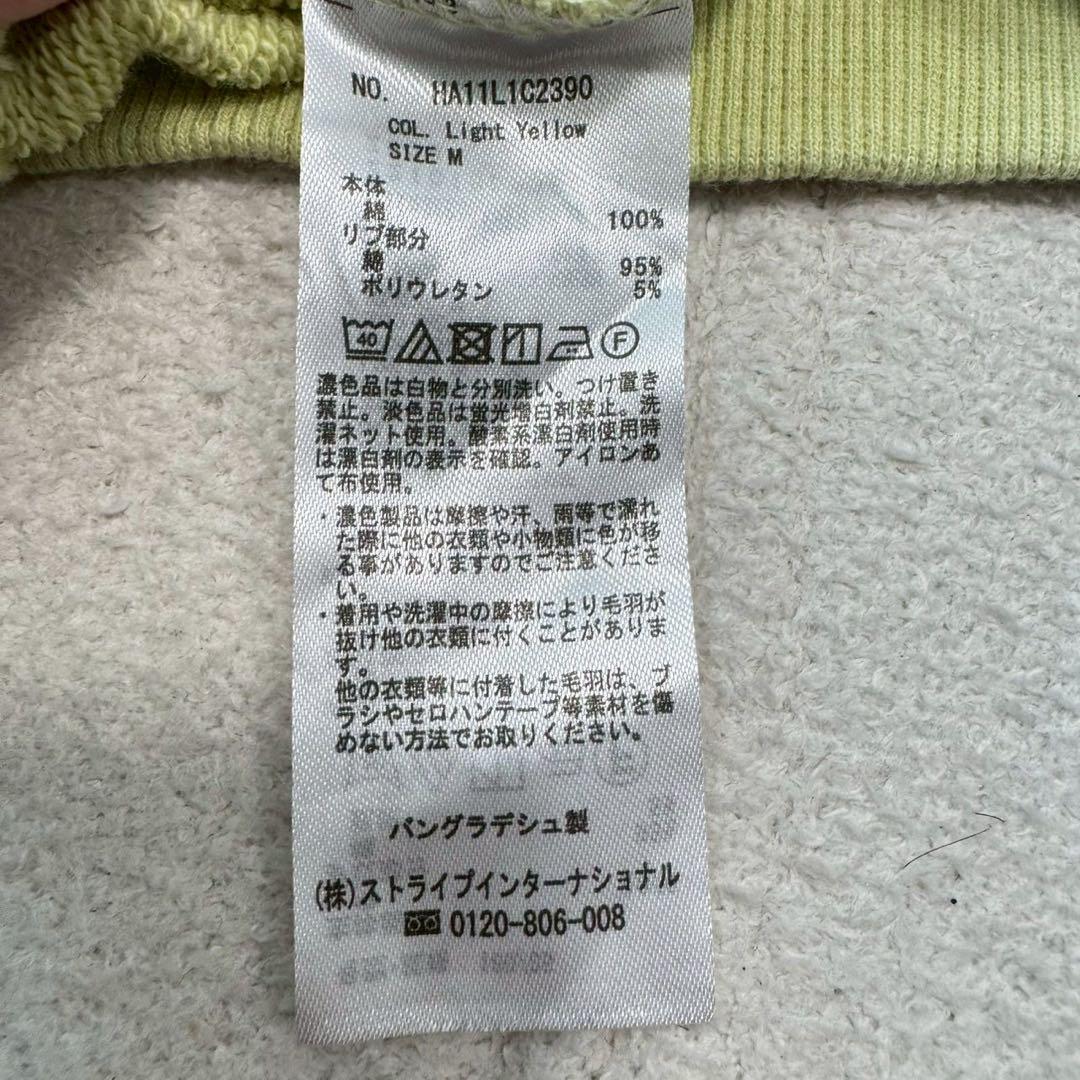 NO. HA11L1C2390
COL. Light Yellow
SIZE M
本体
綿 100%
リブ部分
綿 95%
ポリウレタン 5%
40 F
濃色品は白物と分別洗い。つけ置き
禁止。淡色品は蛍光増白剤禁止。洗
濯ネット使用。酸素系漂白剤使用時
は漂白剤の表示を確認。アイロンあ
て布使用。
・濃色製品は摩擦や汗、雨等で濡れ
た際に他の衣類や小物類に色が移
る事がありますのでご注意くださ
い。
・着用や洗濯中の摩擦により毛羽が
抜け他の衣類に付くことがありま
す。
他の衣類等に付着した毛羽は、ブ
ラシやセロハンテープ等素材を傷
めない方法でお取りください。
バングラデシュ製
(株)ストライプインターナショナル
0120-806-008